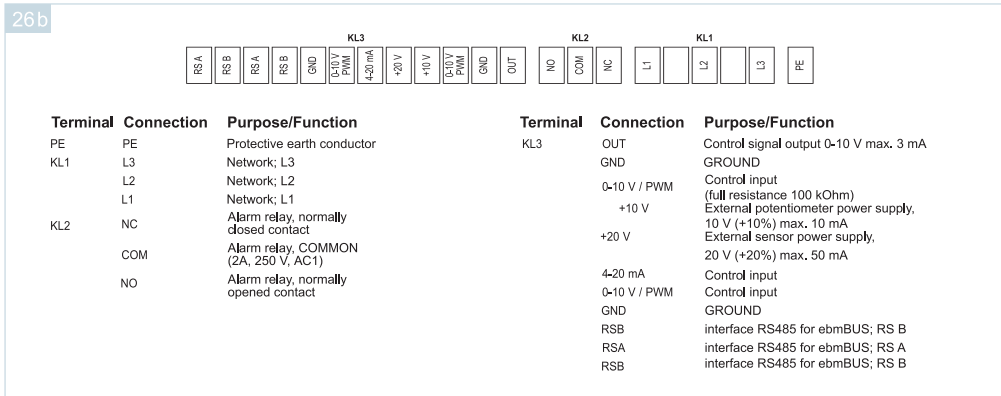 26b
KL3 KL2 KL1
RS A RS B RS A RS B GND 0-10 V PWM 4-20 mA +20 V +10 V 0-10 V PWM GND OUT NO COM NC L1 L2 L3 PE
Terminal Connection Purpose/Function
PE PE Protective earth conductor
KL1 L3 Network; L3
L2 Network; L2
L1 Network; L1
KL2 NC Alarm relay, normally
closed contact
COM Alarm relay, COMMON
(2A, 250 V, AC1)
NO Alarm relay, normally
opened contact
Terminal Connection Purpose/Function
KL3 OUT Control signal output 0-10 V max. 3 mA
GND GROUND
0-10 V / PWM Control input
(full resistance 100 kOhm)
+10 V External potentiometer power supply,
10 V (+10%) max. 10 mA
+20 V External sensor power supply,
20 V (+20%) max. 50 mA
4-20 mA Control input
0-10 V / PWM Control input
GND GROUND
RSB interface RS485 for ebmBUS; RS B
RSA interface RS485 for ebmBUS; RS A
RSB interface RS485 for ebmBUS; RS B